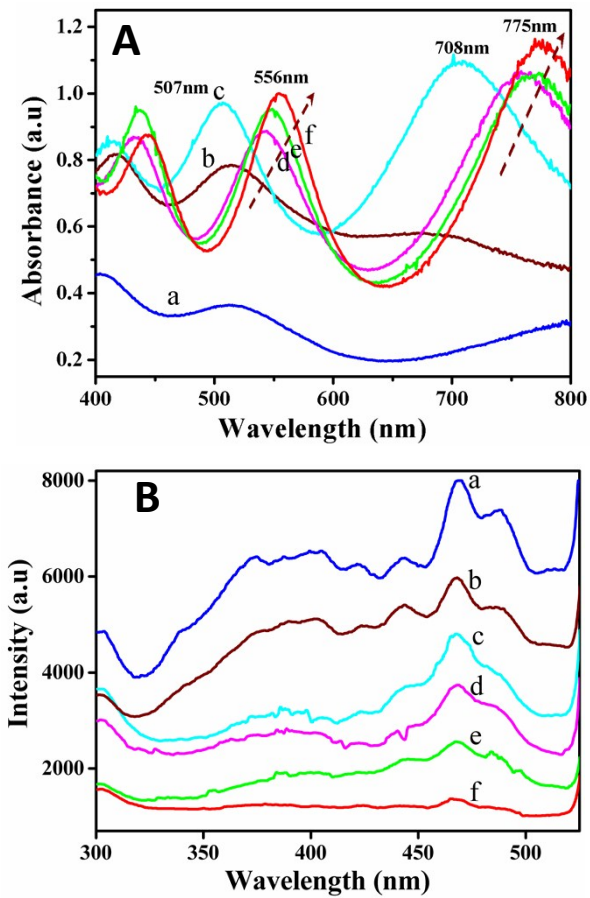 A
775nm
708nm
507nm
c
556nm
f
e
b
d
a
1.2
1.0
0.8
0.6
0.4
0.2
Absorbance (a.u)
400
500
600
700
800
Wavelength (nm)
B
a
b
c
d
e
f
8000
6000
4000
2000
Intensity (a.u)
300
350
400
450
500
Wavelength (nm)